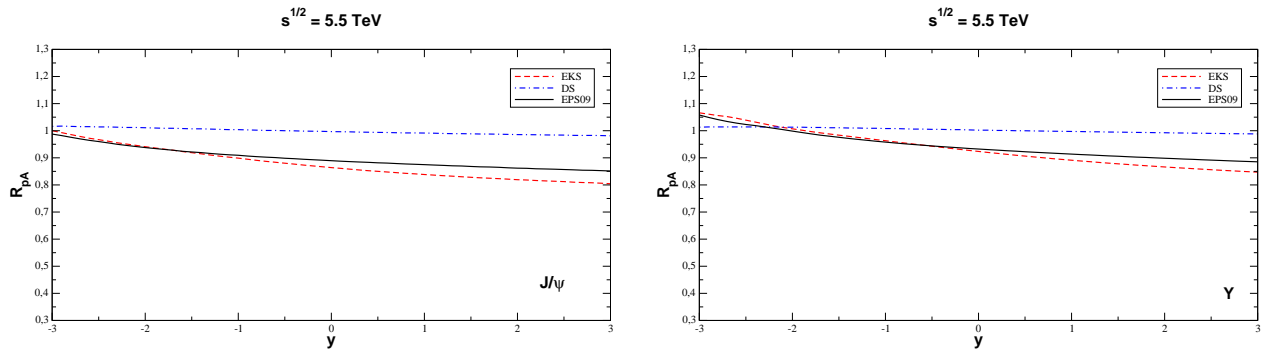 s^1/2 = 5.5 TeV
1,3
1,2
1,1
1
0,9
0,8
0,7
0,6
0,5
0,4
0,3
R_pA
EKS
DS
EPS09
J/ψ
-3 -2 -1 0 1 2 3
y
s^1/2 = 5.5 TeV
1,3
1,2
1,1
1
0,9
0,8
0,7
0,6
0,5
0,4
0,3
R_pA
EKS
DS
EPS09
Y
-3 -2 -1 0 1 2 3
y